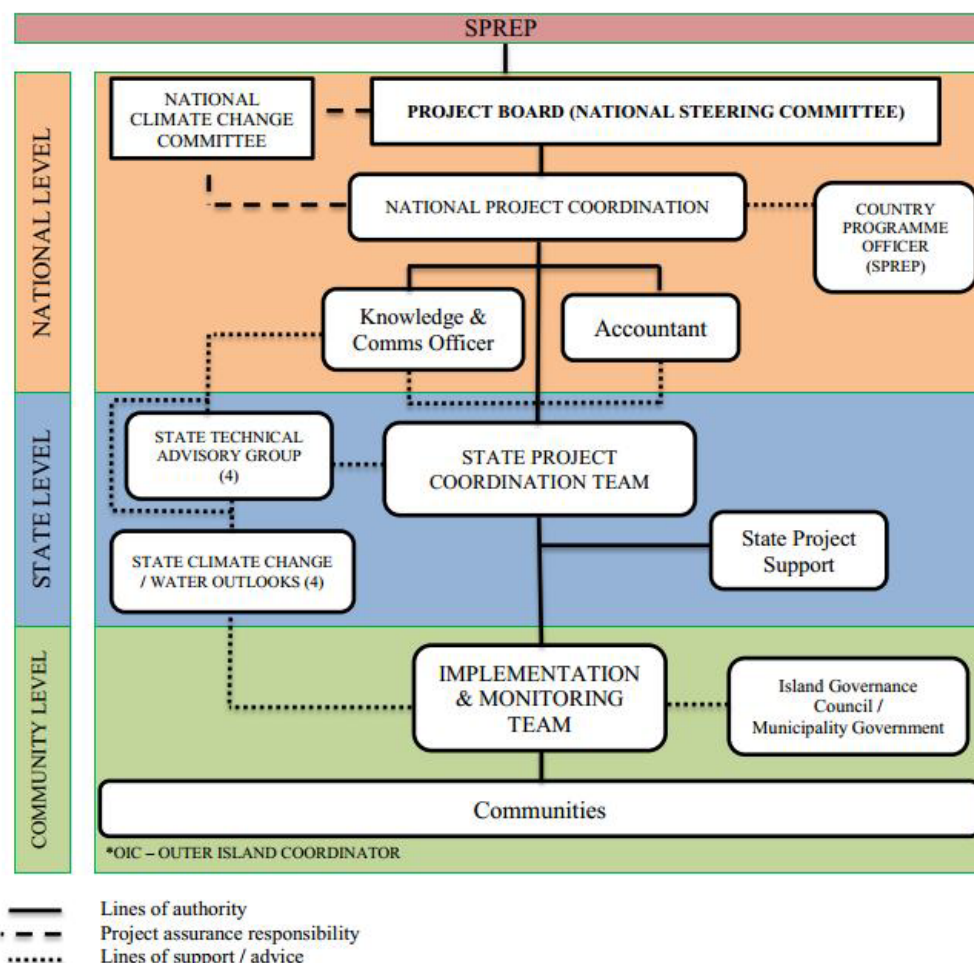 SPREP
NATIONAL LEVEL
NATIONAL
CLIMATE CHANGE
COMMITTEE
PROJECT BOARD (NATIONAL STEERING COMMITTEE)
NATIONAL PROJECT COORDINATION
COUNTRY
PROGRAMME
OFFICER
(SPREP)
Knowledge &
Comms Officer
Accountant
STATE LEVEL
STATE TECHNICAL
ADVISORY GROUP
(4)
STATE PROJECT
COORDINATION TEAM
STATE CLIMATE CHANGE
/ WATER OUTLOOKS (4)
State Project
Support
COMMUNITY LEVEL
IMPLEMENTATION
& MONITORING
TEAM
Island Governance
Council /
Municipality Government
Communities
*OIC – OUTER ISLAND COORDINATOR
Lines of authority
Project assurance responsibility
Lines of support / advice